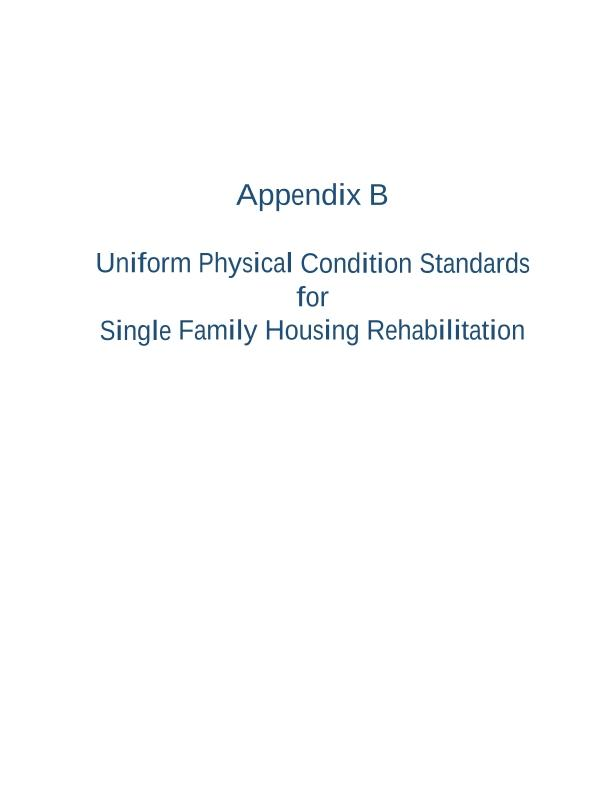 Appendix B
Uniform Physical Condition Standards
for
Single Family Housing Rehabilitation